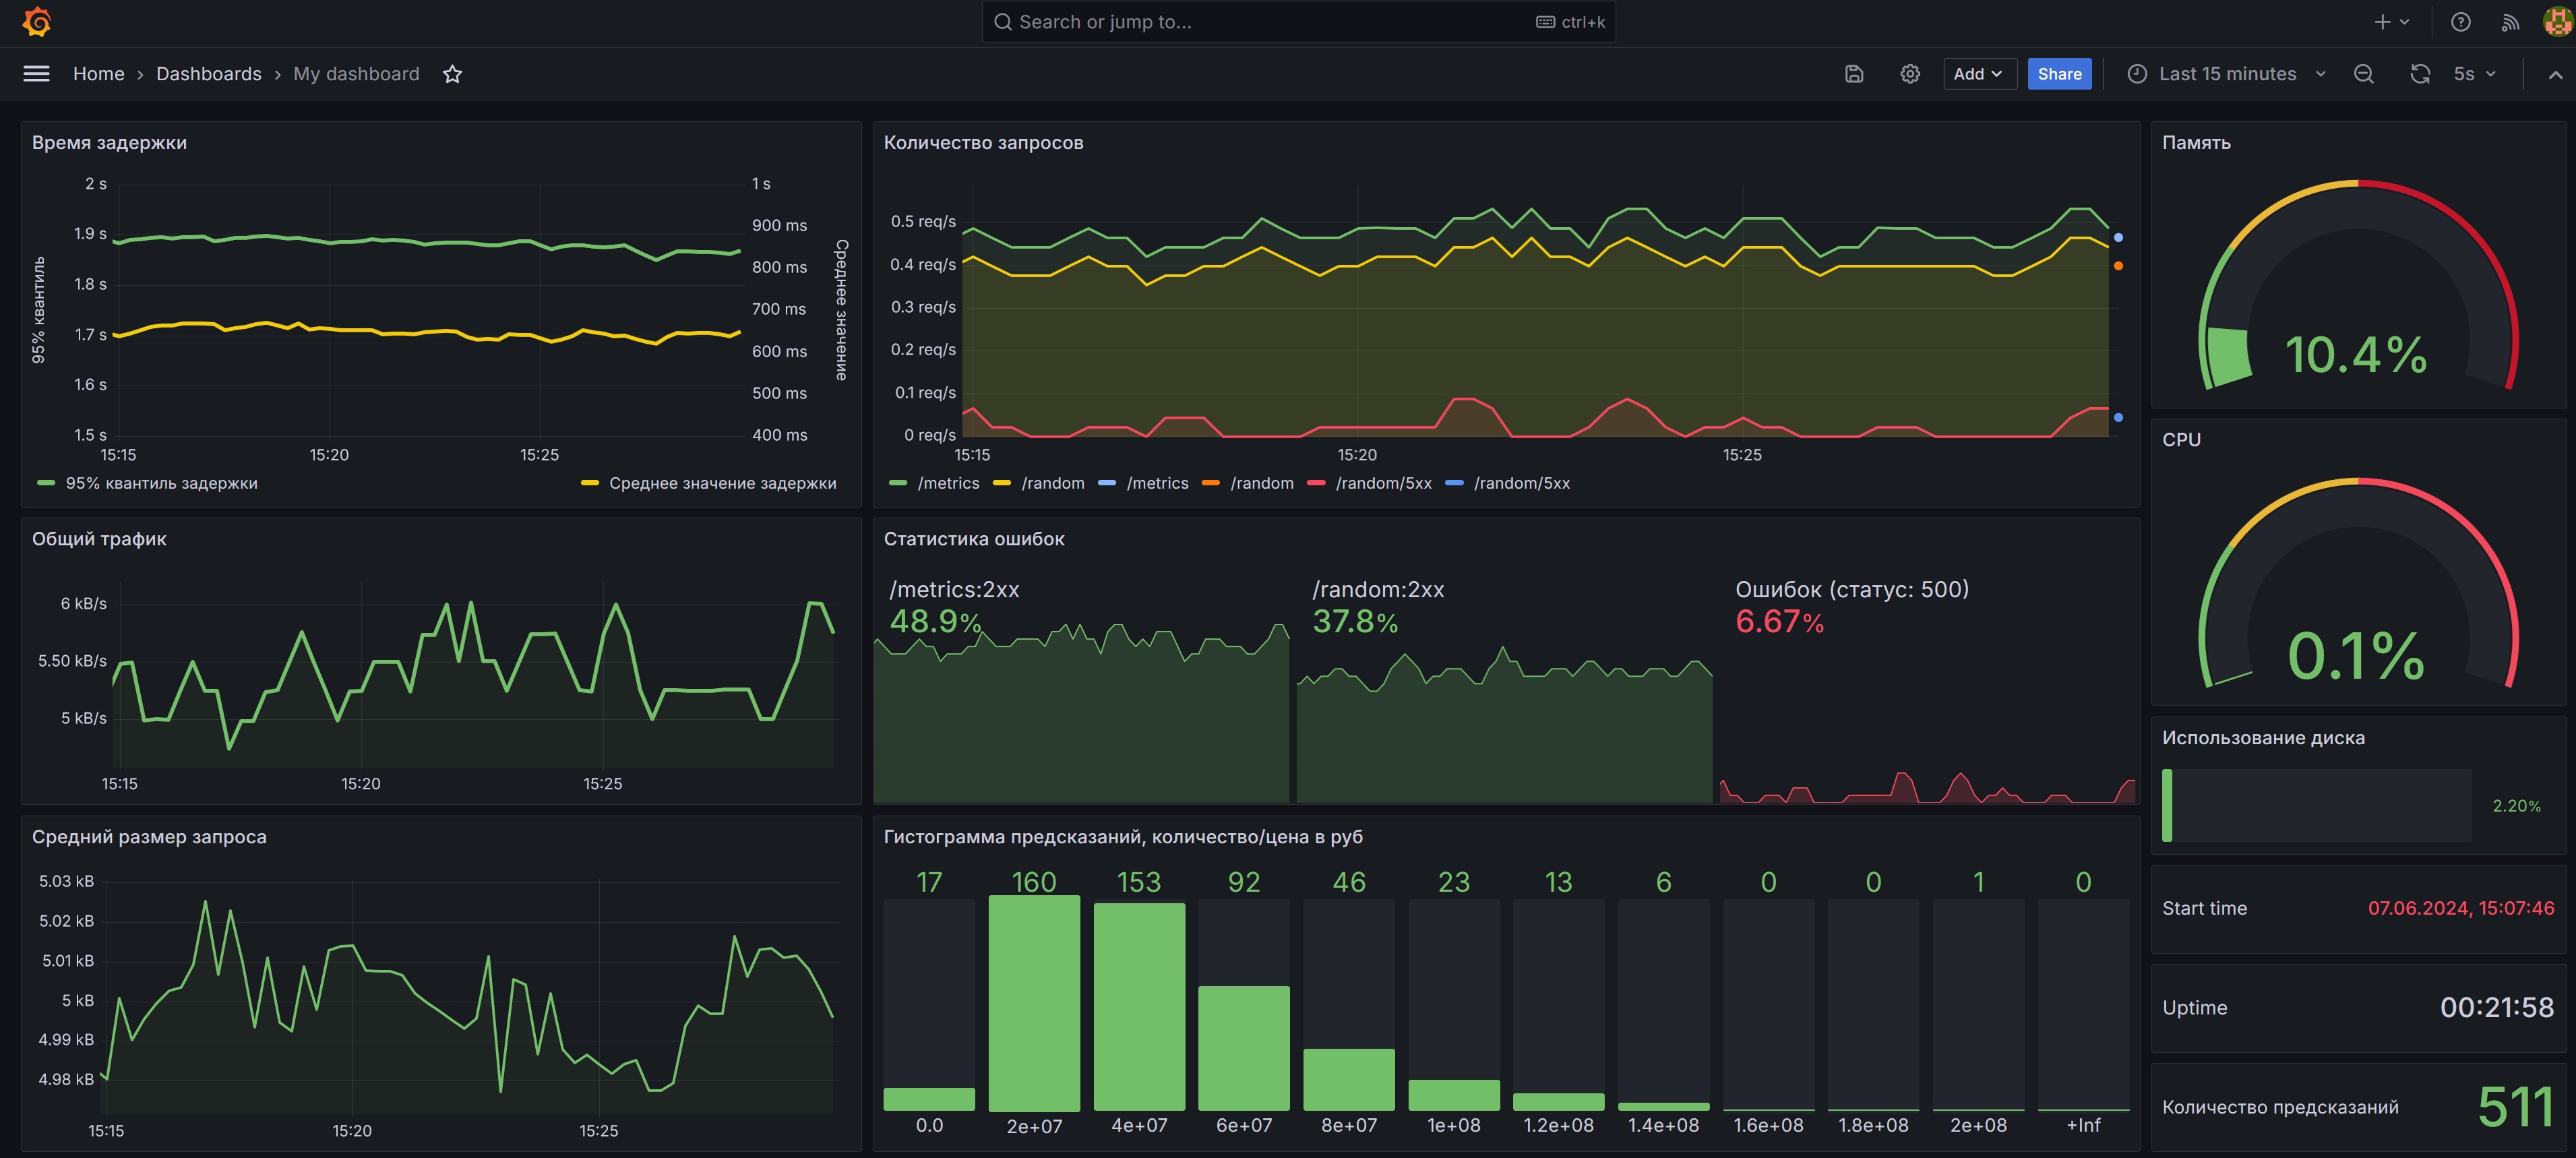 Search or jump to... ctrl+k
Home › Dashboards › My dashboard
Add Share Last 15 minutes 5s
Время задержки
2 s
1.9 s
1.8 s
1.7 s
1.6 s
1.5 s
95% квантиль
1 s
900 ms
800 ms
700 ms
600 ms
500 ms
400 ms
Среднее значение
15:15 15:20 15:25
95% квантиль задержки Среднее значение задержки
Количество запросов
0.5 req/s
0.4 req/s
0.3 req/s
0.2 req/s
0.1 req/s
0 req/s
15:15 15:20 15:25
/metrics /random /metrics /random /random/5xx /random/5xx
Память
10.4%
CPU
0.1%
Общий трафик
6 kB/s
5.50 kB/s
5 kB/s
15:15 15:20 15:25
Статистика ошибок
/metrics:2xx
48.9%
/random:2xx
37.8%
Ошибок (статус: 500)
6.67%
Использование диска
2.20%
Средний размер запроса
5.03 kB
5.02 kB
5.01 kB
5 kB
4.99 kB
4.98 kB
15:15 15:20 15:25
Гистограмма предсказаний, количество/цена в руб
17 160 153 92 46 23 13 6 0 0 1 0
0.0 2e+07 4e+07 6e+07 8e+07 1e+08 1.2e+08 1.4e+08 1.6e+08 1.8e+08 2e+08 +Inf
Start time 07.06.2024, 15:07:46
Uptime 00:21:58
Количество предсказаний 511